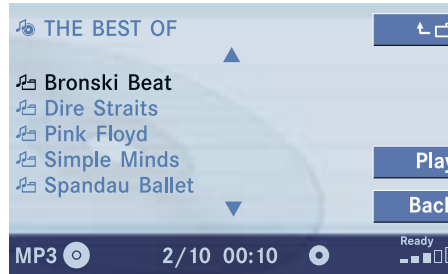 THE BEST OF
Bronski Beat
Dire Straits
Pink Floyd
Simple Minds
Spandau Ballet
Play
Back
MP3 2/10 00:10
Ready